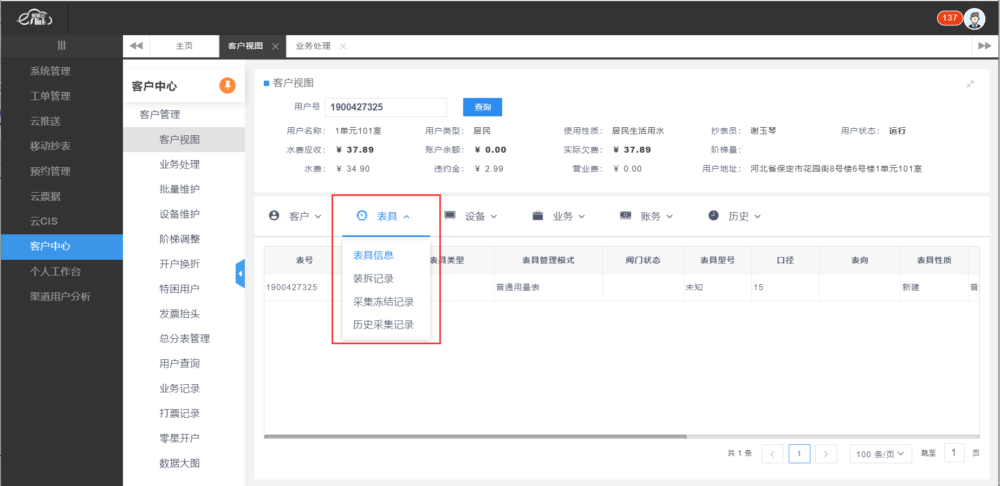 易联云
eslink
137
主页
客户视图
业务处理
系统管理
工单管理
云推送
移动抄表
预约管理
云票据
云CIS
客户中心
个人工作台
渠道用户分析
客户中心
客户管理
客户视图
业务处理
批量维护
设备维护
阶梯调整
开户换折
特困用户
发票抬头
总分表管理
用户查询
业务记录
打票记录
零星开户
数据大图
客户视图
用户号 1900427325 查询
用户名称： 1单元101室 用户类型： 居民 使用性质： 居民生活用水 抄表员： 谢玉琴 用户状态： 运行
水费应收： ¥ 37.89 账户余额： ¥ 0.00 实际欠费： ¥ 37.89 阶梯量：
水费： ¥ 34.90 违约金： ¥ 2.99 营业费： ¥ 0.00 用户地址： 河北省保定市花园街8号楼6号楼1单元101室
客户 表具 设备 业务 账务 历史
表具信息
装拆记录
采集冻结记录
历史采集记录
表号 表具类型 表具管理模式 阀门状态 表具型号 口径 表向 表具性质
1900427325 普通用量表 未知 15 新建 普
共 1 条 1 100 条/页 跳至 1 页